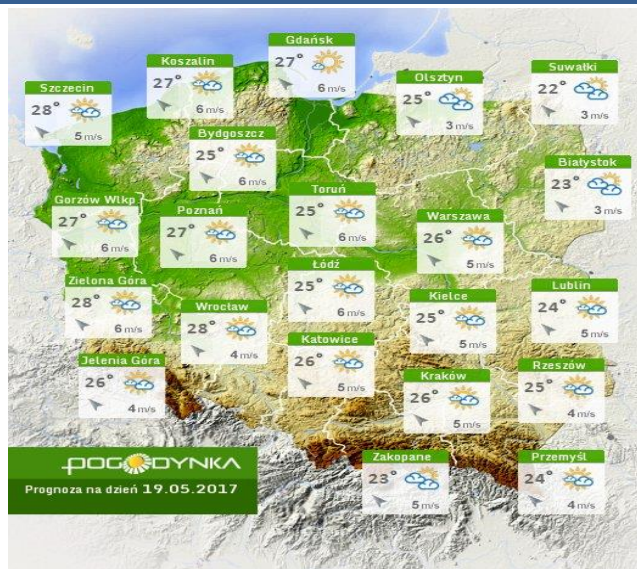 Gdańsk
27°
6 m/s
Koszalin
27°
6 m/s
Suwałki
22°
3 m/s
Olsztyn
25°
3 m/s
Szczecin
28°
5 m/s
Bydgoszcz
25°
6 m/s
Białystok
23°
3 m/s
Toruń
25°
6 m/s
Gorzów Wlkp
27°
6 m/s
Poznań
27°
6 m/s
Warszawa
26°
5 m/s
Łódź
25°
6 m/s
Zielona Góra
28°
6 m/s
Lublin
24°
5 m/s
Kielce
25°
5 m/s
Wrocław
28°
4 m/s
Katowice
26°
5 m/s
Jelenia Góra
26°
4 m/s
Rzeszów
25°
4 m/s
Kraków
26°
5 m/s
Zakopane
23°
5 m/s
Przemyśl
24°
4 m/s
POGODYNKA
Prognoza na dzień 19.05.2017